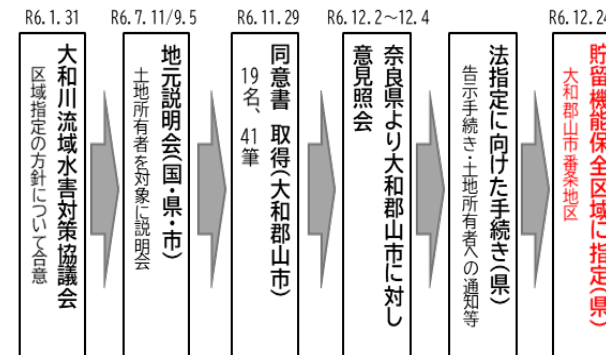 R6.1.31
大和川流域水害対策協議会
区域指定の方針について合意
R6.7.11/9.5
地元説明会(国・県・市)
土地所有者を対象に説明会
R6.11.29
同意書 取得(大和郡山市)
19名、41筆
R6.12.2~12.4
奈良県より大和郡山市に対し
意見照会
法指定に向けた手続き(県)
告示手続き・土地所有者への通知等
R6.12.24
貯留機能保全区域に指定(県)
大和郡山市番条地区